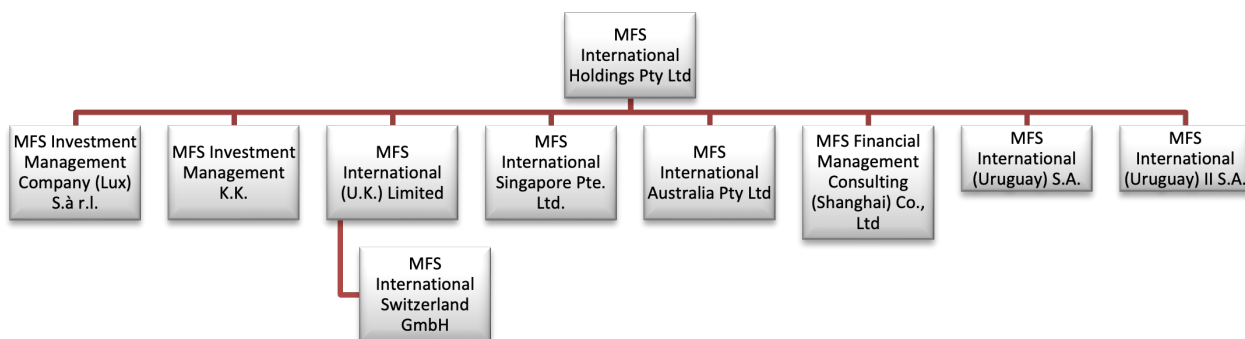 MFS
International
Holdings Pty Ltd
MFS Investment
Management
Company (Lux)
S.à r.l.
MFS Investment
Management
K.K.
MFS
International
(U.K.) Limited
MFS
International
Singapore Pte.
Ltd.
MFS
International
Australia Pty Ltd
MFS Financial
Management
Consulting
(Shanghai) Co.,
Ltd
MFS
International
(Uruguay) S.A.
MFS
International
(Uruguay) II S.A.
MFS
International
Switzerland
GmbH